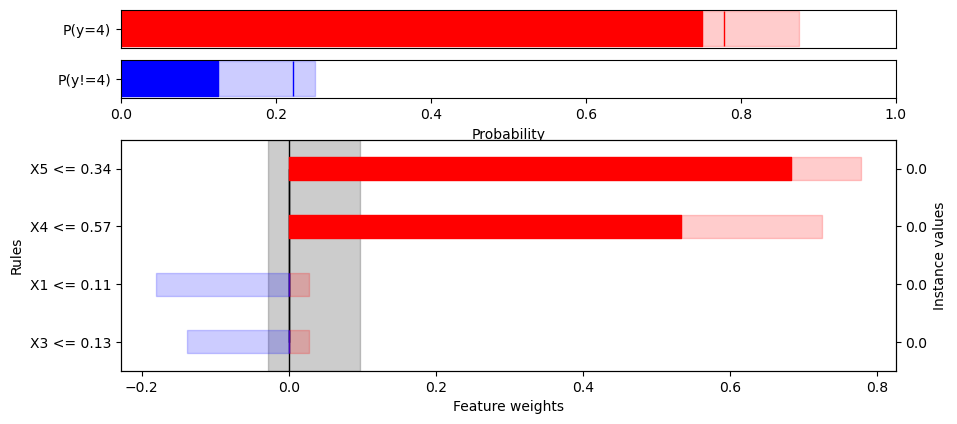 P(y=4)
P(y!=4)
0.0 0.2 0.4 0.6 0.8 1.0
Probability
X5 <= 0.34 0.0
X4 <= 0.57 0.0
X1 <= 0.11 0.0
X3 <= 0.13 0.0
Rules
Instance values
−0.2 0.0 0.2 0.4 0.6 0.8
Feature weights